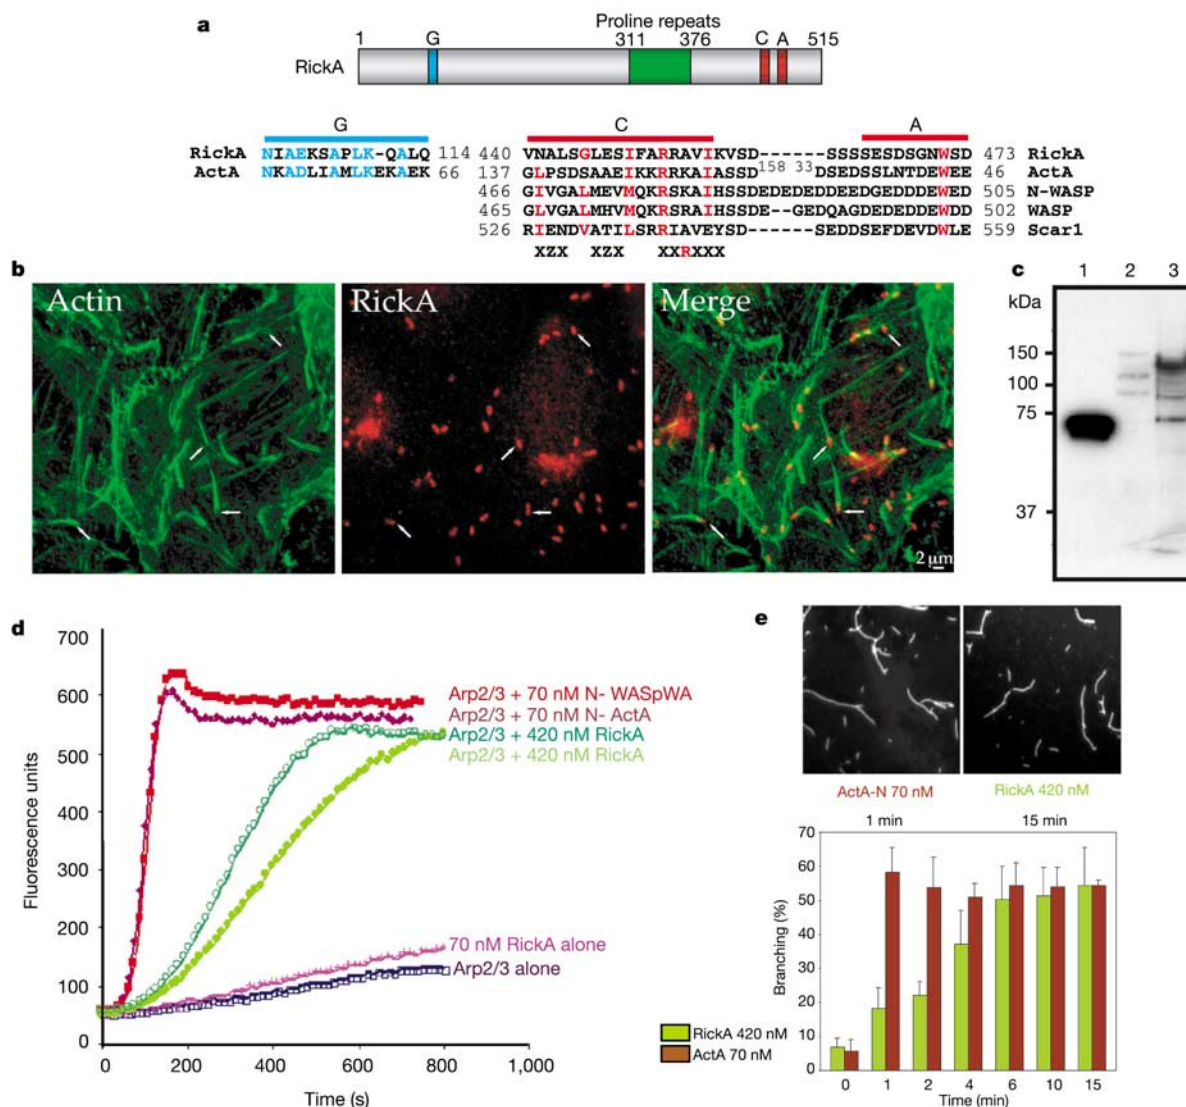 a
Proline repeats
1 G 311 376 C A 515
RickA
G C A
RickA NIAEKSAPLK-QALQ 114 440 VNALSGLESIFARRAVIKVSD------SSSSESDSGNWSD 473 RickA
ActA NKADLIAMLKEKAEK 66 137 GLPSDSAAEIKKRRKAIASSD 158 33 DSEDSSLNTDEWEE 46 ActA
466 GIVGALMEVMQKRSKAIHSSDEDEDEDDEEDGEDDDEWED 505 N-WASP
465 GLVGALMHVMQKRSRAIHSSDE--GEDQAGDEDEDDEWDD 502 WASP
526 RIENDVATILSRRIAVEYSD------SEDDSEFDEVDWLE 559 Scar1
XZX XZX XXRXXX
b
Actin
RickA
Merge
2 µm
c
1 2 3
kDa
150
100
75
37
d
700
600
500
400
300
200
100
0
Fluorescence units
Arp2/3 + 70 nM N- WASpWA
Arp2/3 + 70 nM N- ActA
Arp2/3 + 420 nM RickA
Arp2/3 + 420 nM RickA
70 nM RickA alone
Arp2/3 alone
0 200 400 600 800 1,000
Time (s)
e
ActA-N 70 nM RickA 420 nM
1 min 15 min
70
60
50
40
30
20
10
0
Branching (%)
RickA 420 nM
ActA 70 nM
0 1 2 4 6 10 15
Time (min)